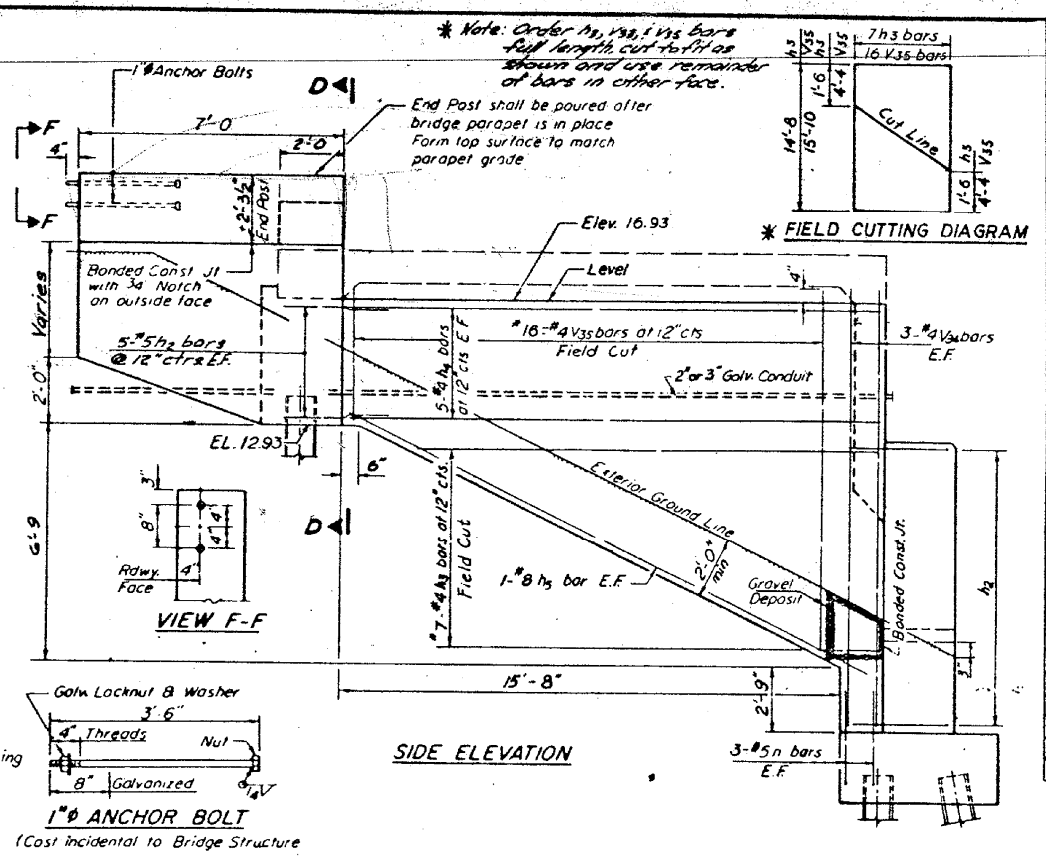 * Note: Order h3, V35, & V35 bars
full length, cut to fit as
shown and use remainder
of bars in other face.
1"φ Anchor Bolts
D
End Post shall be poured after
bridge parapet is in place
Form top surface to match
parapet grade
F
7'-0
4"
2'-0
F
+2'-3½"
End Post
7 h3 bars
16 V35 bars
h3 V35
h3 V35
1'-6 4'-4
14'-8
15'-10
Cut Line
1'-6 h3
4'-4 V35
* FIELD CUTTING DIAGRAM
Elev. 16.93
Level
4"
Bonded Const Jt
with ¾" Notch
on outside face
Varies
5-#5 h2 bars
@ 12" ctrs E.F.
5-#4 h4 bars
at 12" cts E.F.
*16-#4 V35 bars at 12" cts
Field Cut
3-#4 V34 bars
E.F.
2" or 3" Galv. Conduit
2'-0"
EL. 12.93
6"
D
Exterior Ground Line
6'-9
3"
8"
4"
4"
4"
Rdwy.
Face
VIEW F-F
*7-#4 h3 bars at 12" cts.
Field Cut
1-#8 h5 bar E.F.
2'-0"+
min
Gravel
Deposit
Bonded Const. Jt.
h2
3"
15'-8"
2'-9"
Galv. Locknut & Washer
3'-6"
4" Threads
Nut
ing
8" Galvanized
SIDE ELEVATION
3-#5n bars
E.F.
1"φ ANCHOR BOLT
(Cost incidental to Bridge Structure